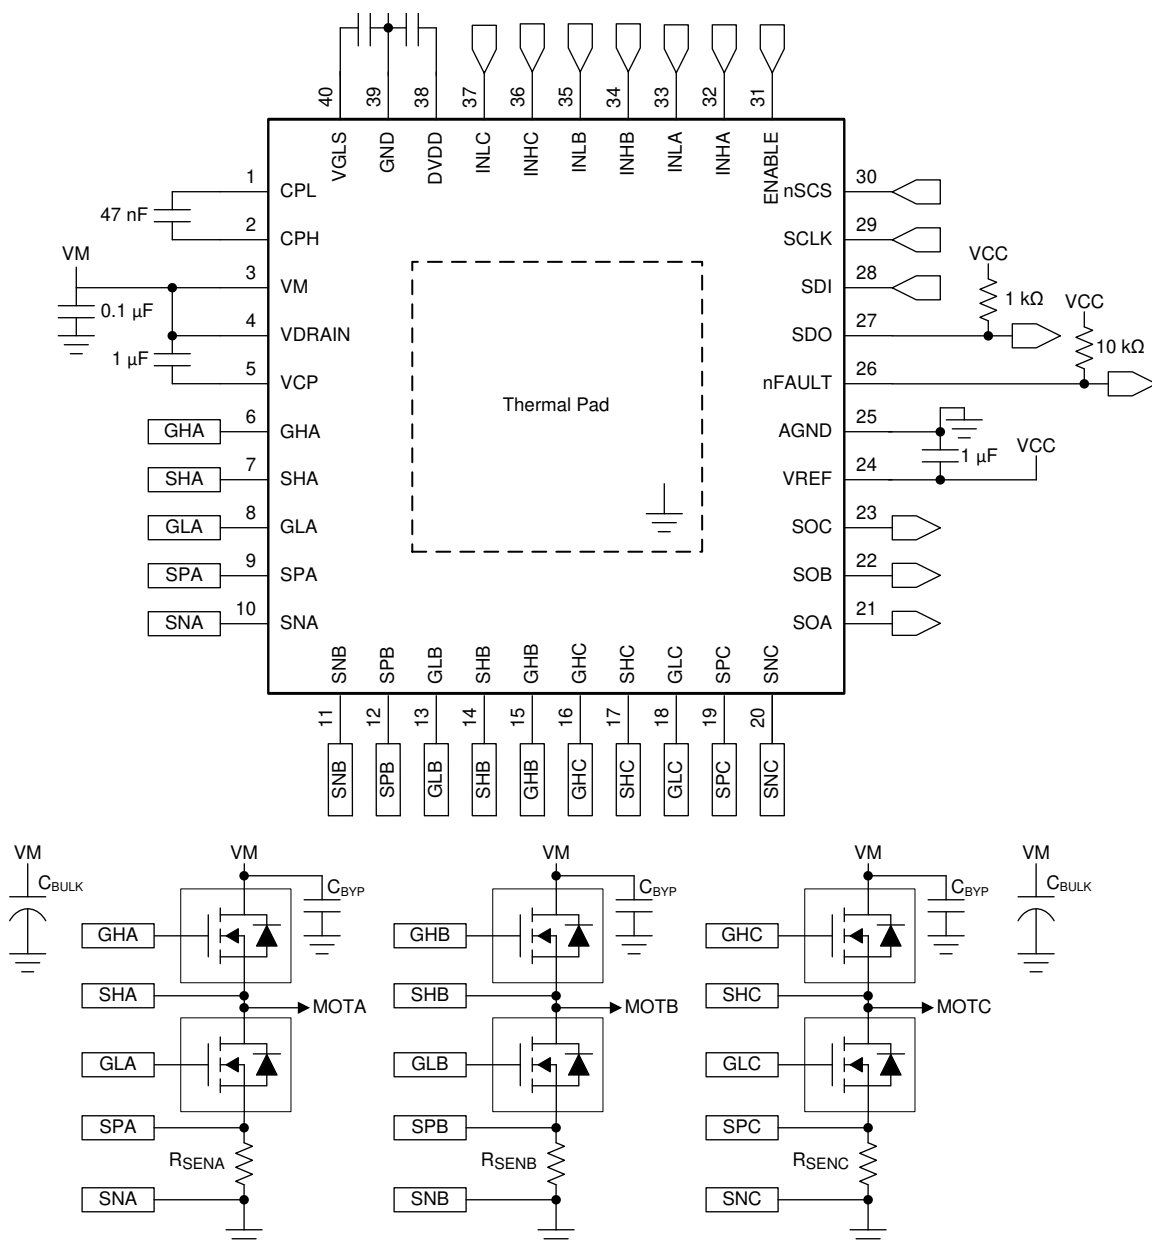 40 39 38 37 36 35 34 33 32 31
VGLS GND DVDD INLC INHC INLB INHB INLA INHA ENABLE
1 CPL nSCS 30
47 nF
2 CPH SCLK 29
VM VCC
3 VM SDI 28
0.1 µF 1 kΩ VCC
4 VDRAIN SDO 27
1 µF 10 kΩ
5 VCP nFAULT 26
Thermal Pad
GHA 6 GHA AGND 25
1 µF VCC
SHA 7 SHA VREF 24
GLA 8 GLA SOC 23
SPA 9 SPA SOB 22
SNA 10 SNA SOA 21
SNB SPB GLB SHB GHB GHC SHC GLC SPC SNC
11 12 13 14 15 16 17 18 19 20
SNB SPB GLB SHB GHB GHC SHC GLC SPC SNC
VM VM VM VM VM
CBULK CBYP CBYP CBYP CBULK
GHA GHB GHC
SHA SHB SHC
MOTA MOTB MOTC
GLA GLB GLC
SPA SPB SPC
RSENA RSENB RSENC
SNA SNB SNC